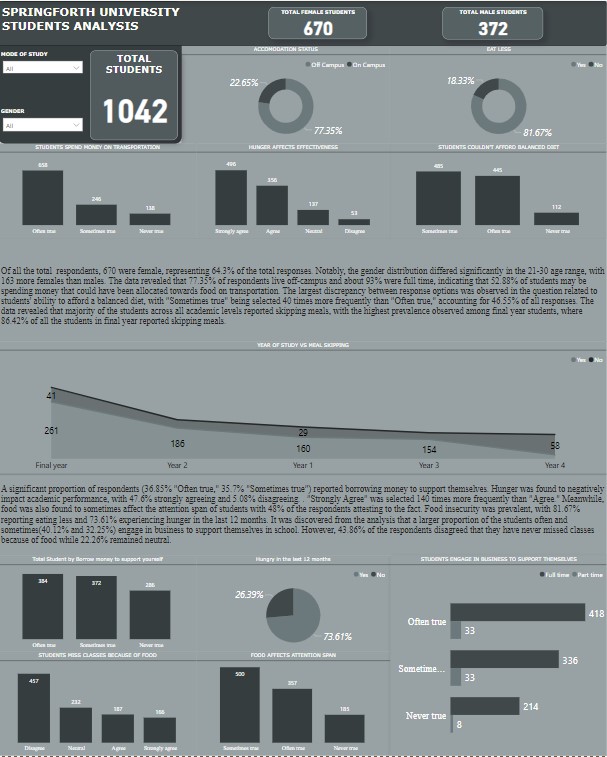 SPRINGFORTH UNIVERSITY
STUDENTS ANALYSIS
TOTAL FEMALE STUDENTS
670
TOTAL MALE STUDENTS
372
MODE OF STUDY
All
GENDER
All
TOTAL
STUDENTS
1042
ACCOMODATION STATUS
Off Campus On Campus
22.65%
77.35%
EAT LESS
Yes No
18.33%
81.67%
STUDENTS SPEND MONEY ON TRANSPORTATION
658
246
138
Often true Sometimes true Never true
HUNGER AFFECTS EFFECTIVENESS
496
356
137
53
Strongly agree Agree Neutral Disagree
STUDENTS COULDN'T AFFORD BALANCED DIET
485
445
112
Sometimes true Often true Never true
Of all the total respondents, 670 were female, representing 64.3% of the total responses. Notably, the gender distribution differed significantly in the 21-30 age range, with
163 more females than males. The data revealed that 77.35% of respondents live off-campus and about 93% were full time, indicating that 52.88% of students may be
spending money that could have been allocated towards food on transportation. The largest discrepancy between response options was observed in the question related to
students' ability to afford a balanced diet, with "Sometimes true" being selected 40 times more frequently than "Often true," accounting for 46.55% of all responses. The
data revealed that majority of the students across all academic levels reported skipping meals, with the highest prevalence observed among final year students, where
86.42% of all the students in final year reported skipping meals.
YEAR OF STUDY VS MEAL SKIPPING
Yes No
41
261
186
29
160
154
58
Final year Year 2 Year 1 Year 3 Year 4
A significant proportion of respondents (36.85% "Often true," 35.7% "Sometimes true") reported borrowing money to support themselves. Hunger was found to negatively
impact academic performance, with 47.6% strongly agreeing and 5.08% disagreeing . "Strongly Agree" was selected 140 times more frequently than "Agree." Meanwhile,
food was also found to sometimes affect the attention span of students with 48% of the respondents attesting to the fact. Food insecurity was prevalent, with 81.67%
reporting eating less and 73.61% experiencing hunger in the last 12 months. It was discovered from the analysis that a larger proportion of the students often and
sometimes(40.12% and 32.25%) engage in business to support themselves in school. However, 43.86% of the respondents disagreed that they have never missed classes
because of food while 22.26% remained neutral.
Total Student by Borrow money to support yourself
384
372
286
Often true Sometimes true Never true
Hungry in the last 12 months
Yes No
26.39%
73.61%
STUDENTS ENGAGE IN BUSINESS TO SUPPORT THEMSELVES
Full time Part time
Often true
418
33
Sometime...
336
33
Never true
214
8
STUDENTS MISS CLASSES BECAUSE OF FOOD
457
232
187
166
Disagree Neutral Agree Strongly agree
FOOD AFFECTS ATTENTION SPAN
500
357
185
Sometimes true Often true Never true